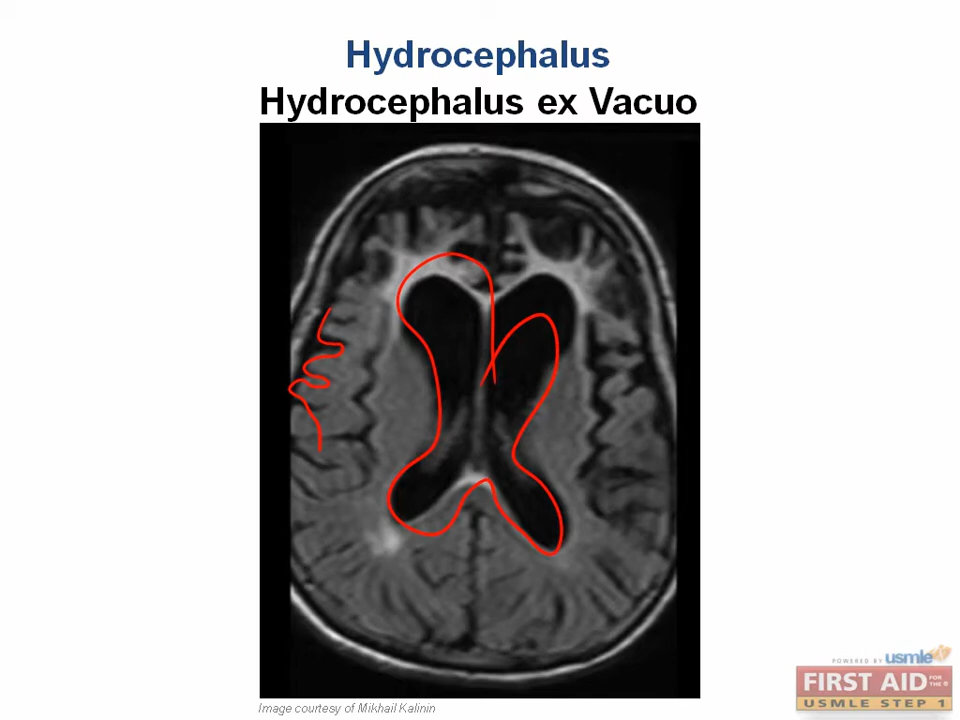 Hydrocephalus
Hydrocephalus ex Vacuo
Image courtesy of Mikhail Kalinin
POWERED BY usmle
FIRST AID FOR THE®
USMLE STEP 1